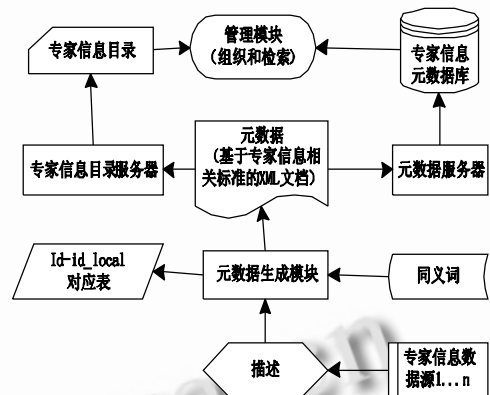 专家信息目录
管理模块
(组织和检索)
专家信息
元数据库
专家信息目录服务器
元数据
(基于专家信息相
关标准的XML文档)
元数据服务器
Id-id_local
对应表
元数据生成模块
同义词
描述
专家信息数
据源1...n